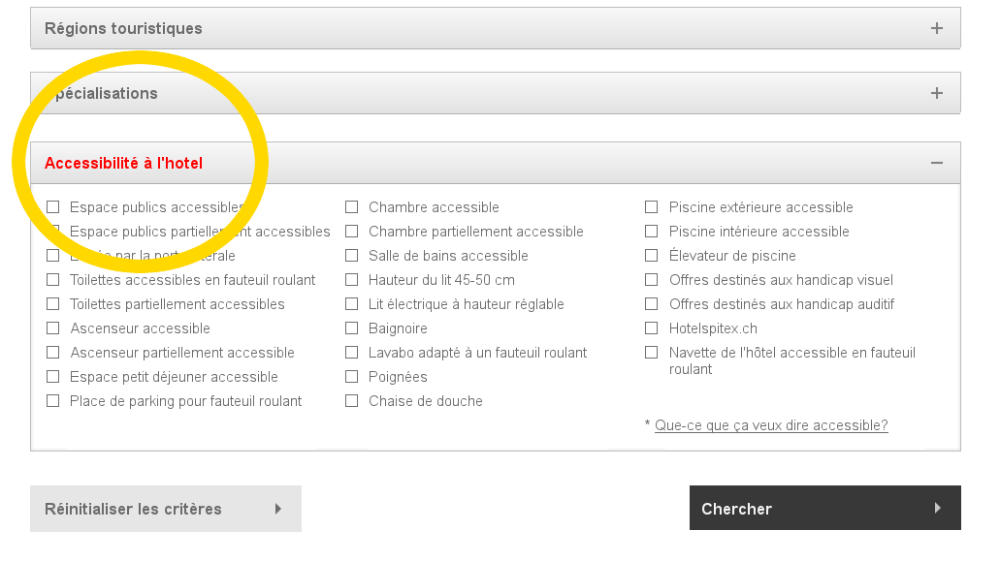 Régions touristiques
Spécialisations
Accessibilité à l'hotel
Espace publics accessibles
Espace publics partiellement accessibles
Entrée par la porte latérale
Toilettes accessibles en fauteuil roulant
Toilettes partiellement accessibles
Ascenseur accessible
Ascenseur partiellement accessible
Espace petit déjeuner accessible
Place de parking pour fauteuil roulant
Chambre accessible
Chambre partiellement accessible
Salle de bains accessible
Hauteur du lit 45-50 cm
Lit électrique à hauteur réglable
Baignoire
Lavabo adapté à un fauteuil roulant
Poignées
Chaise de douche
Piscine extérieure accessible
Piscine intérieure accessible
Élevateur de piscine
Offres destinés aux handicap visuel
Offres destinés aux handicap auditif
Hotelspitex.ch
Navette de l'hôtel accessible en fauteuil
roulant
* Que-ce que ça veux dire accessible?
Réinitialiser les critères
Chercher